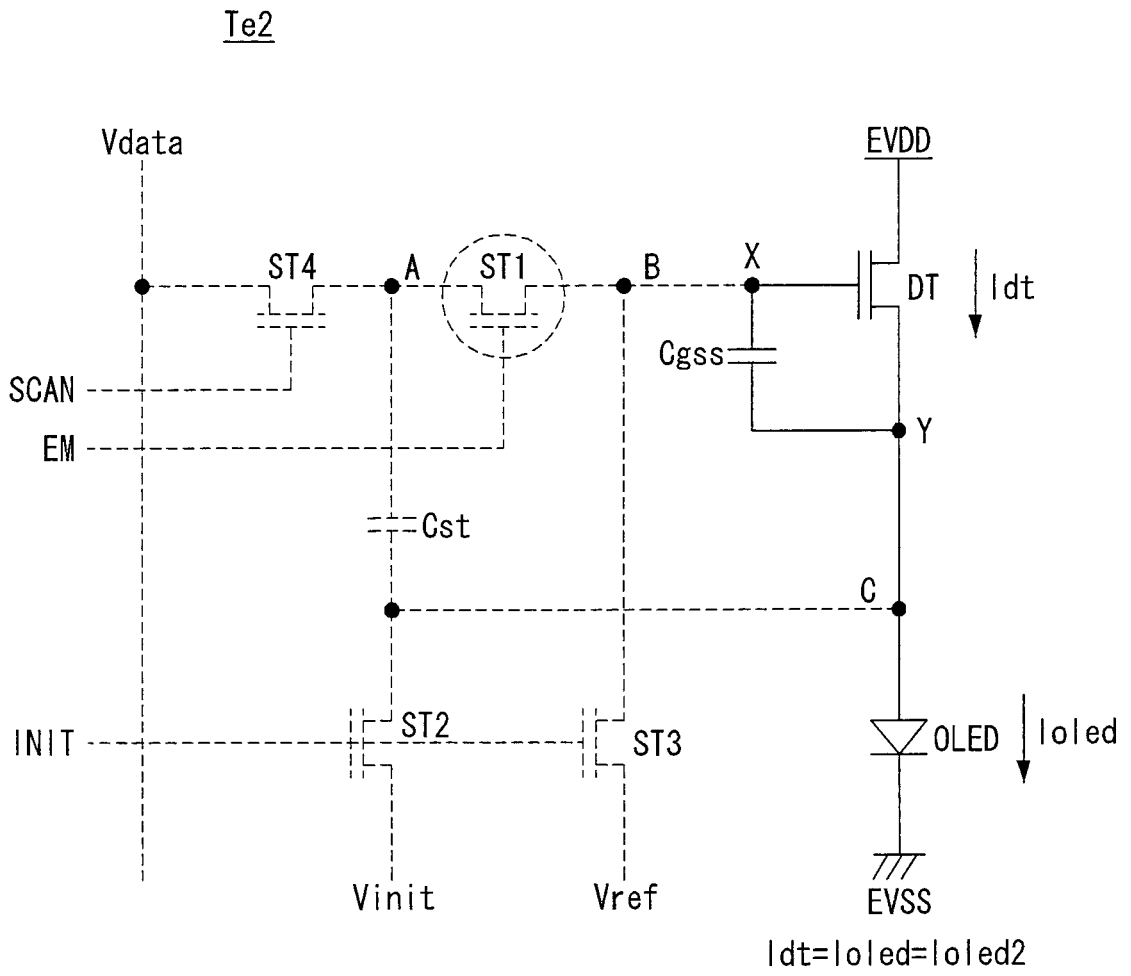 Te2
Vdata
EVDD
ST4
A
ST1
B
X
DT
Idt
Cgss
SCAN
EM
Y
Cst
C
INIT
ST2
ST3
OLED
Ioled
Vinit
Vref
EVSS
Idt=Ioled=Ioled2